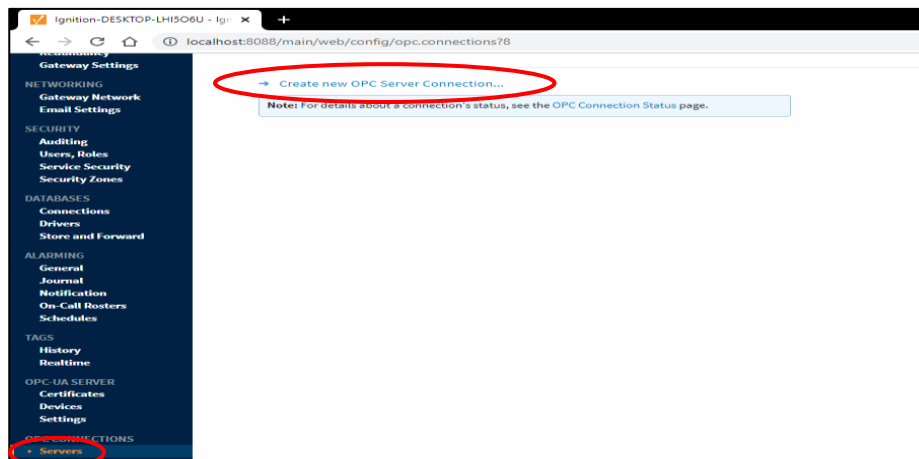 Ignition-DESKTOP-LHI5O6U - Ign
localhost:8088/main/web/config/opc.connections?8
Redundancy
Gateway Settings
NETWORKING
Gateway Network
Email Settings
SECURITY
Auditing
Users, Roles
Service Security
Security Zones
DATABASES
Connections
Drivers
Store and Forward
ALARMING
General
Journal
Notification
On-Call Rosters
Schedules
TAGS
History
Realtime
OPC-UA SERVER
Certificates
Devices
Settings
OPC CONNECTIONS
Servers
→ Create new OPC Server Connection...
Note: For details about a connection's status, see the OPC Connection Status page.